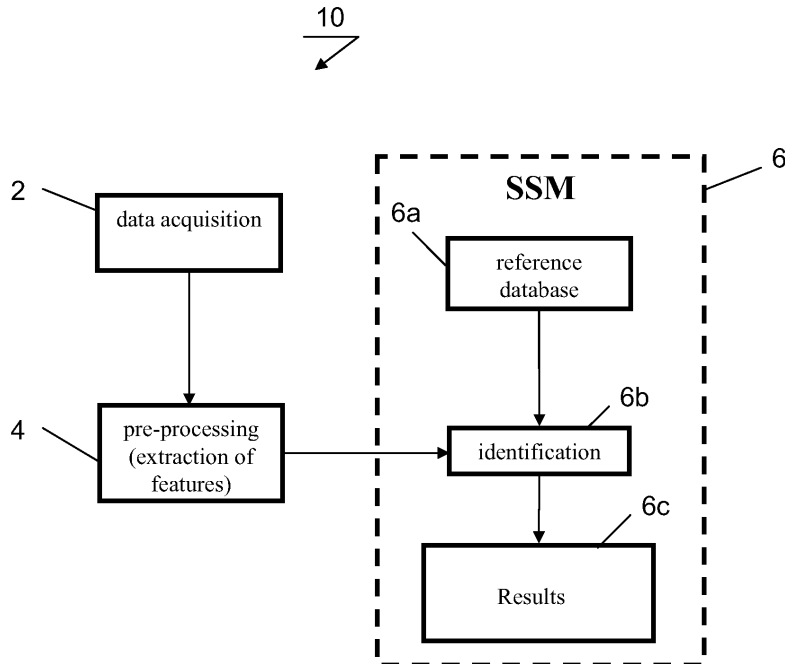 10
2
data acquisition
4
pre-processing
(extraction of
features)
6
SSM
6a
reference
database
6b
identification
6c
Results